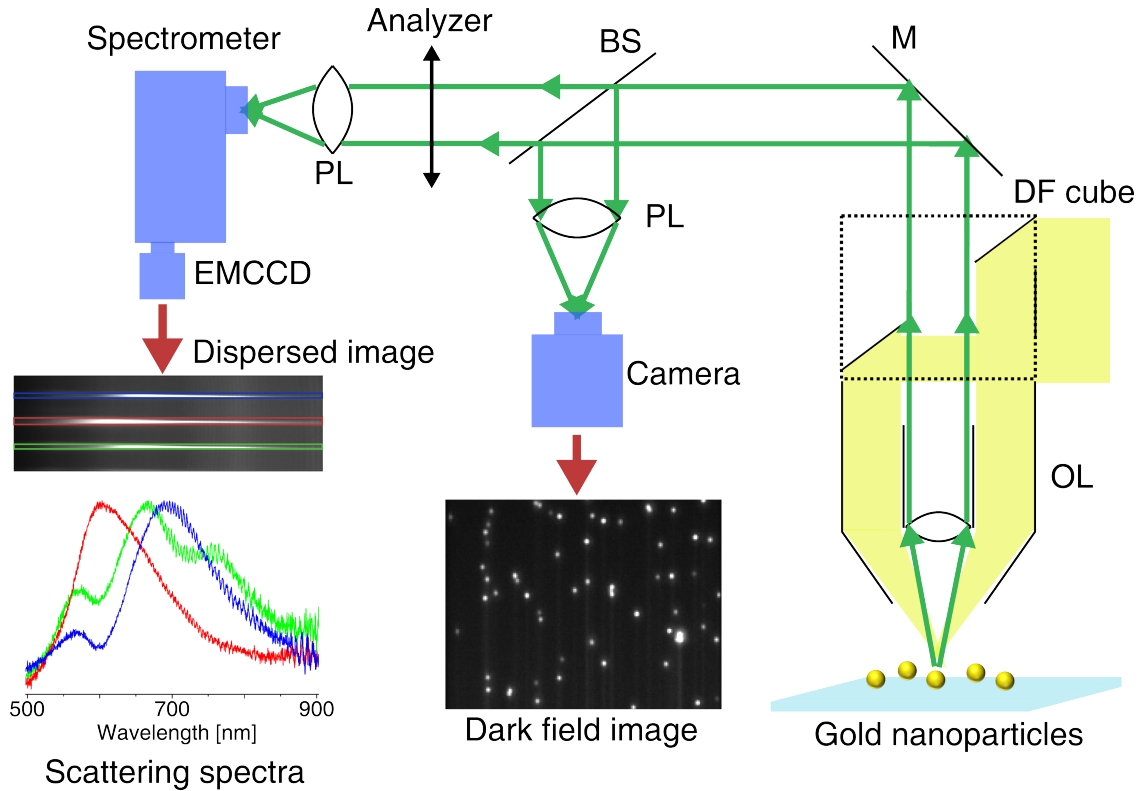 Analyzer
Spectrometer
BS
M
PL
DF cube
PL
EMCCD
Dispersed image
Camera
OL
500 700 900
Wavelength [nm]
Scattering spectra
Dark field image
Gold nanoparticles